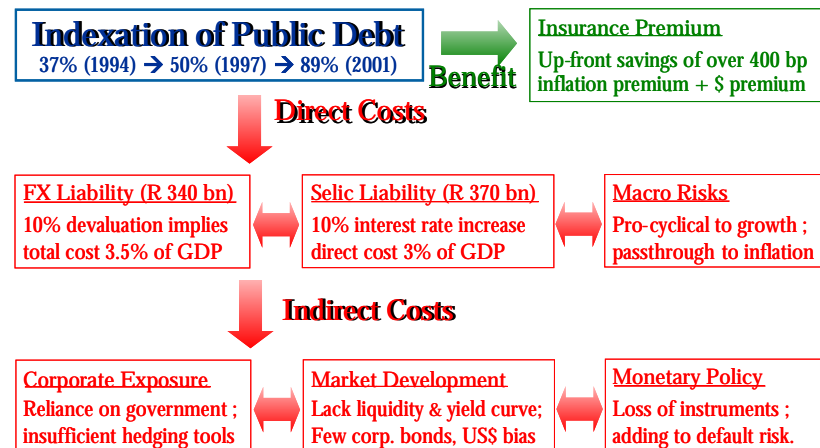 Indexation of Public Debt
37% (1994) → 50% (1997) → 89% (2001)
Benefit
Insurance Premium
Up-front savings of over 400 bp
inflation premium + $ premium
Direct Costs
FX Liability (R 340 bn)
10% devaluation implies
total cost 3.5% of GDP
Selic Liability (R 370 bn)
10% interest rate increase
direct cost 3% of GDP
Macro Risks
Pro-cyclical to growth ;
passthrough to inflation
Indirect Costs
Corporate Exposure
Reliance on government ;
insufficient hedging tools
Market Development
Lack liquidity & yield curve;
Few corp. bonds, US$ bias
Monetary Policy
Loss of instruments ;
adding to default risk.